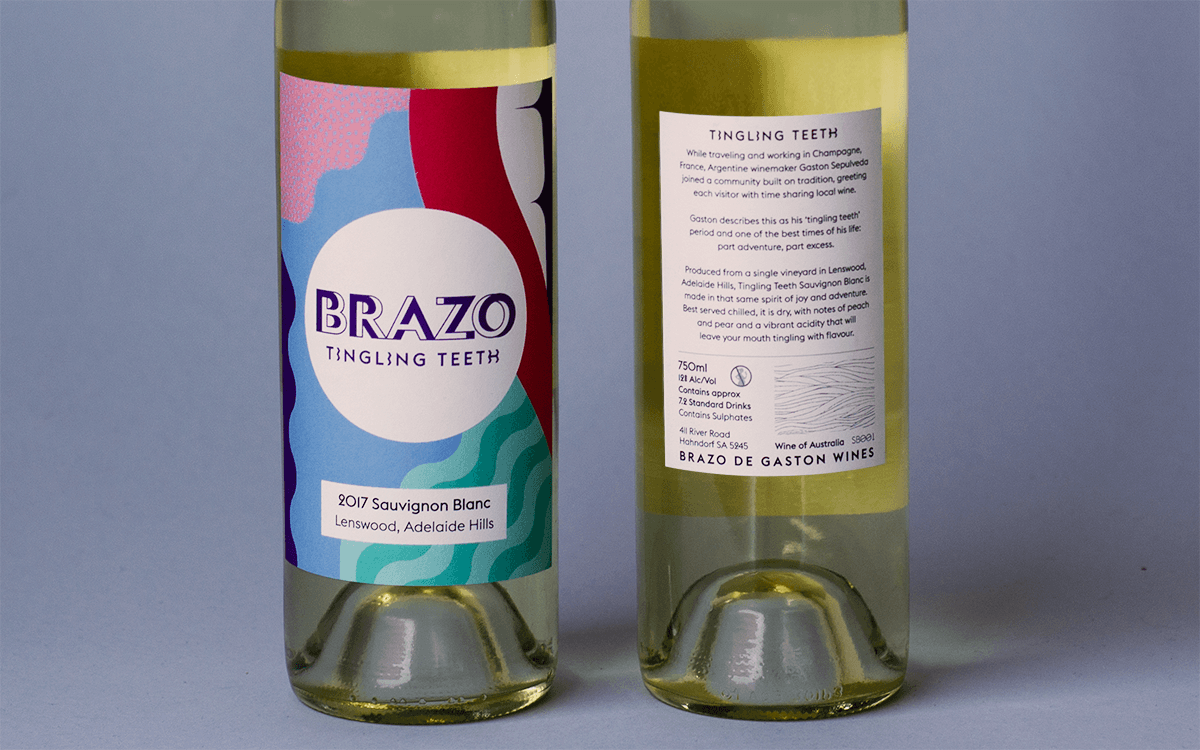 BRAZO
TINGLING TEETH
2017 Sauvignon Blanc
Lenswood, Adelaide Hills
TINGLING TEETH
While traveling and working in Champagne,
France, Argentine winemaker Gaston Sepulveda
joined a community built on tradition, greeting
each visitor with time sharing local wine.
Gaston describes this as his ‘tingling teeth’
period and one of the best times of his life:
part adventure, part excess.
Produced from a single vineyard in Lenswood,
Adelaide Hills, Tingling Teeth Sauvignon Blanc is
made in that same spirit of joy and adventure.
Best served chilled, it is dry, with notes of peach
and pear and a vibrant acidity that will
leave your mouth tingling with flavour.
750ml
Alc/Vol
Contains approx
7.2 Standard Drinks
Contains Sulphates
411 River Road
Hahndorf SA 5245
Wine of Australia SB001
BRAZO DE GASTON WINES